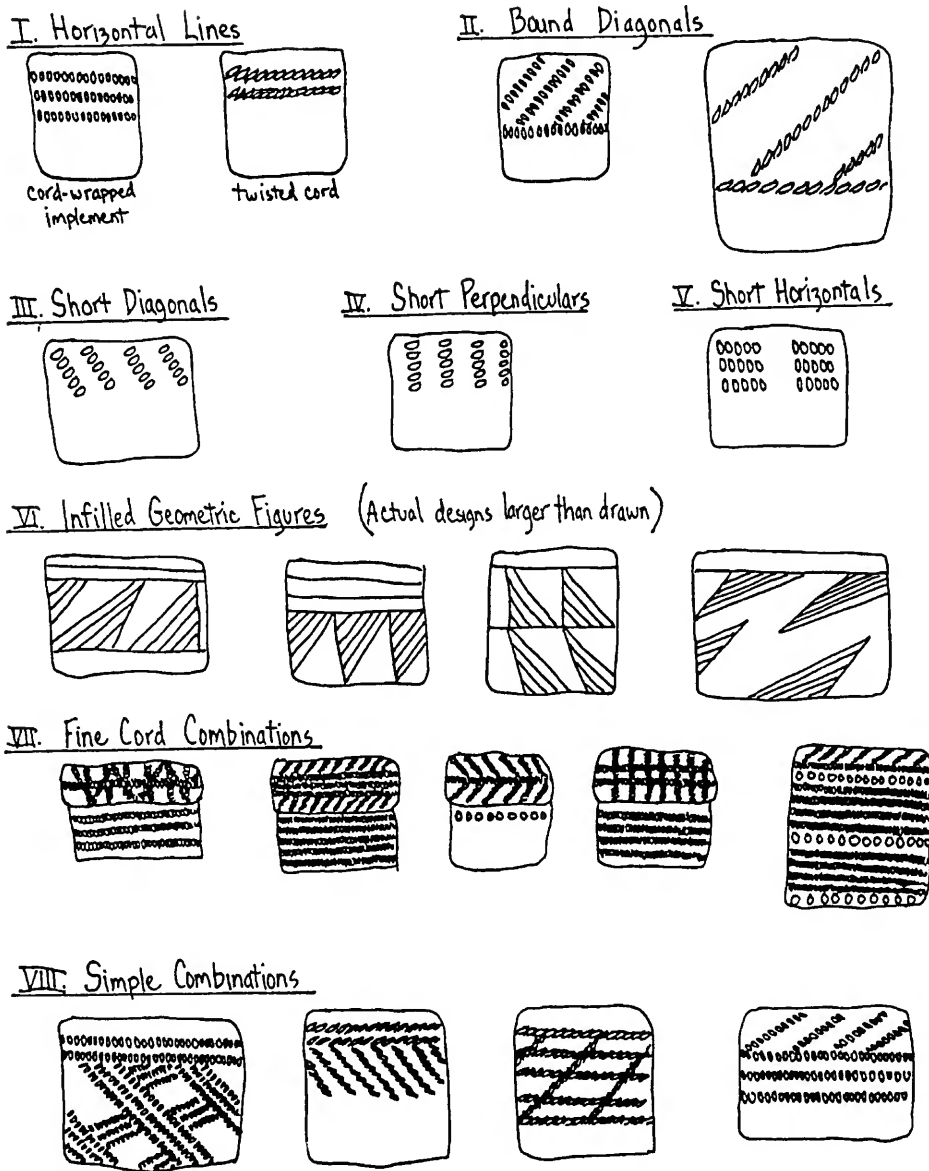 I. Horizontal Lines
II. Bound Diagonals
cord-wrapped
implement
twisted cord
III. Short Diagonals
IV. Short Perpendiculars
V. Short Horizontals
VI. Infilled Geometric Figures (Actual designs larger than drawn)
VII. Fine Cord Combinations
VIII. Simple Combinations